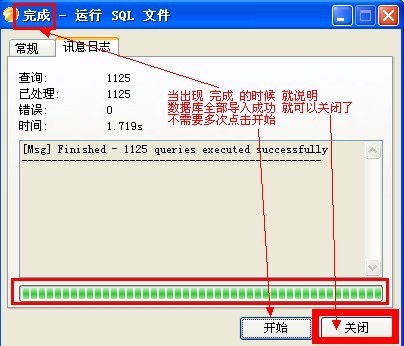 完成 - 运行 SQL 文件
常规 讯息日志
查询: 1125
已处理: 1125
错误: 0
时间: 1.719s
当出现 完成 的时候 就说明
数据库全部导入成功 就可以关闭了
不需要多次点击开始
[Msg] Finished - 1125 queries executed successfully
--------------------------------------------------
开始 关闭